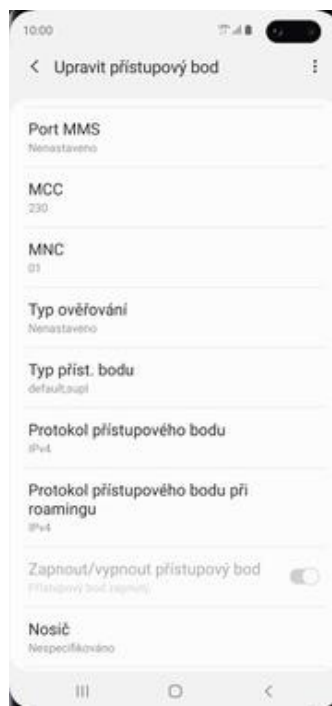 10:00
Upravit přístupový bod
Port MMS
Nenastaveno
MCC
230
MNC
01
Typ ověřování
Nenastaveno
Typ příst. bodu
default,supl
Protokol přístupového bodu
IPv4
Protokol přístupového bodu při
roamingu
IPv4
Zapnout/vypnout přístupový bod
Přístupový bod zapnutý
Nosič
Nespecifikováno